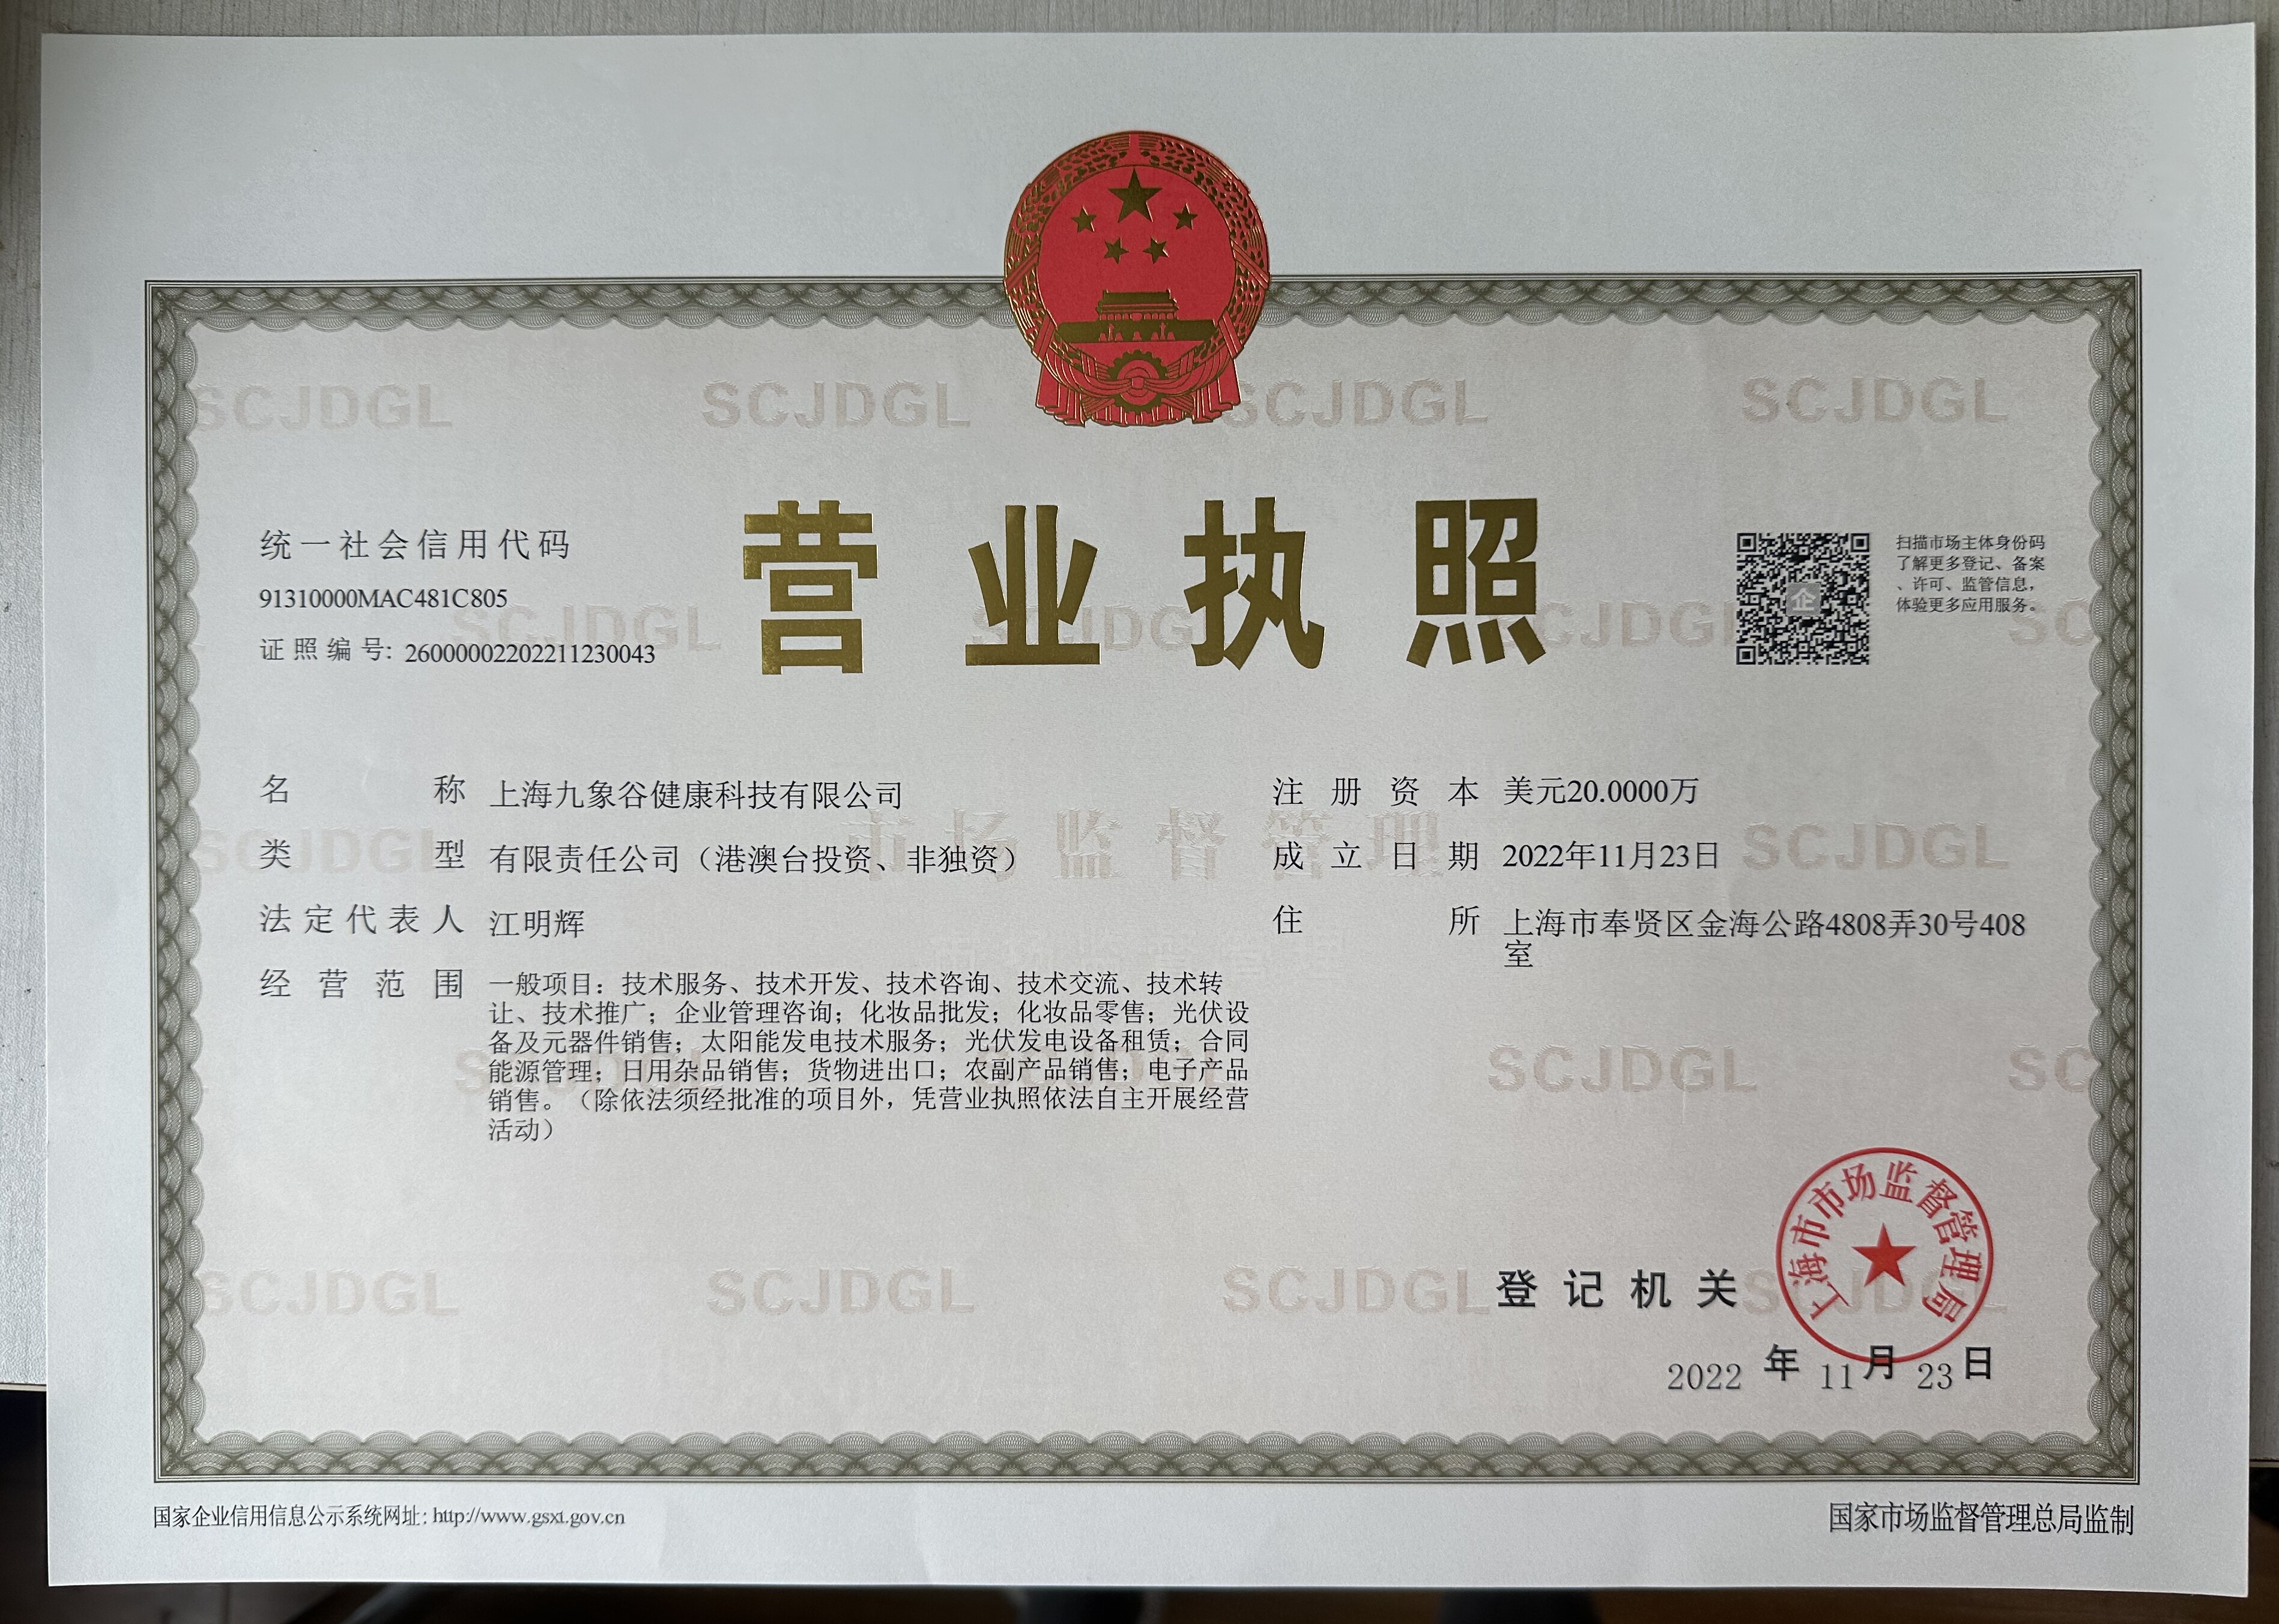 营业执照
统一社会信用代码
91310000MAC481C805
证照编号: 26000002202211230043
扫描市场主体身份码
了解更多登记、备案
、许可、监管信息，
体验更多应用服务。
企
名称 上海九象谷健康科技有限公司
类型 有限责任公司（港澳台投资、非独资）
法定代表人 江明辉
经营范围 一般项目：技术服务、技术开发、技术咨询、技术交流、技术转
让、技术推广；企业管理咨询；化妆品批发；化妆品零售；光伏设
备及元器件销售；太阳能发电技术服务；光伏发电设备租赁；合同
能源管理；日用杂品销售；货物进出口；农副产品销售；电子产品
销售。（除依法须经批准的项目外，凭营业执照依法自主开展经营
活动）
注册资本 美元20.0000万
成立日期 2022年11月23日
住所 上海市奉贤区金海公路4808弄30号408
室
SCJDGL
市场监督管理
登记机关
上海市市场监督管理局
2022 年 11 月 23 日
国家企业信用信息公示系统网址: http://www.gsxt.gov.cn
国家市场监督管理总局监制